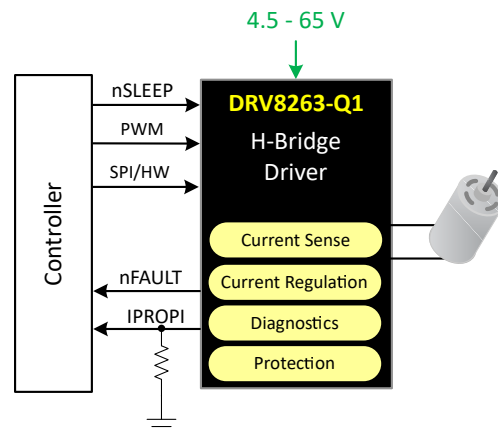 4.5 - 65 V
DRV8263-Q1
H-Bridge
Driver
Controller
nSLEEP
PWM
SPI/HW
nFAULT
IPROPI
Current Sense
Current Regulation
Diagnostics
Protection